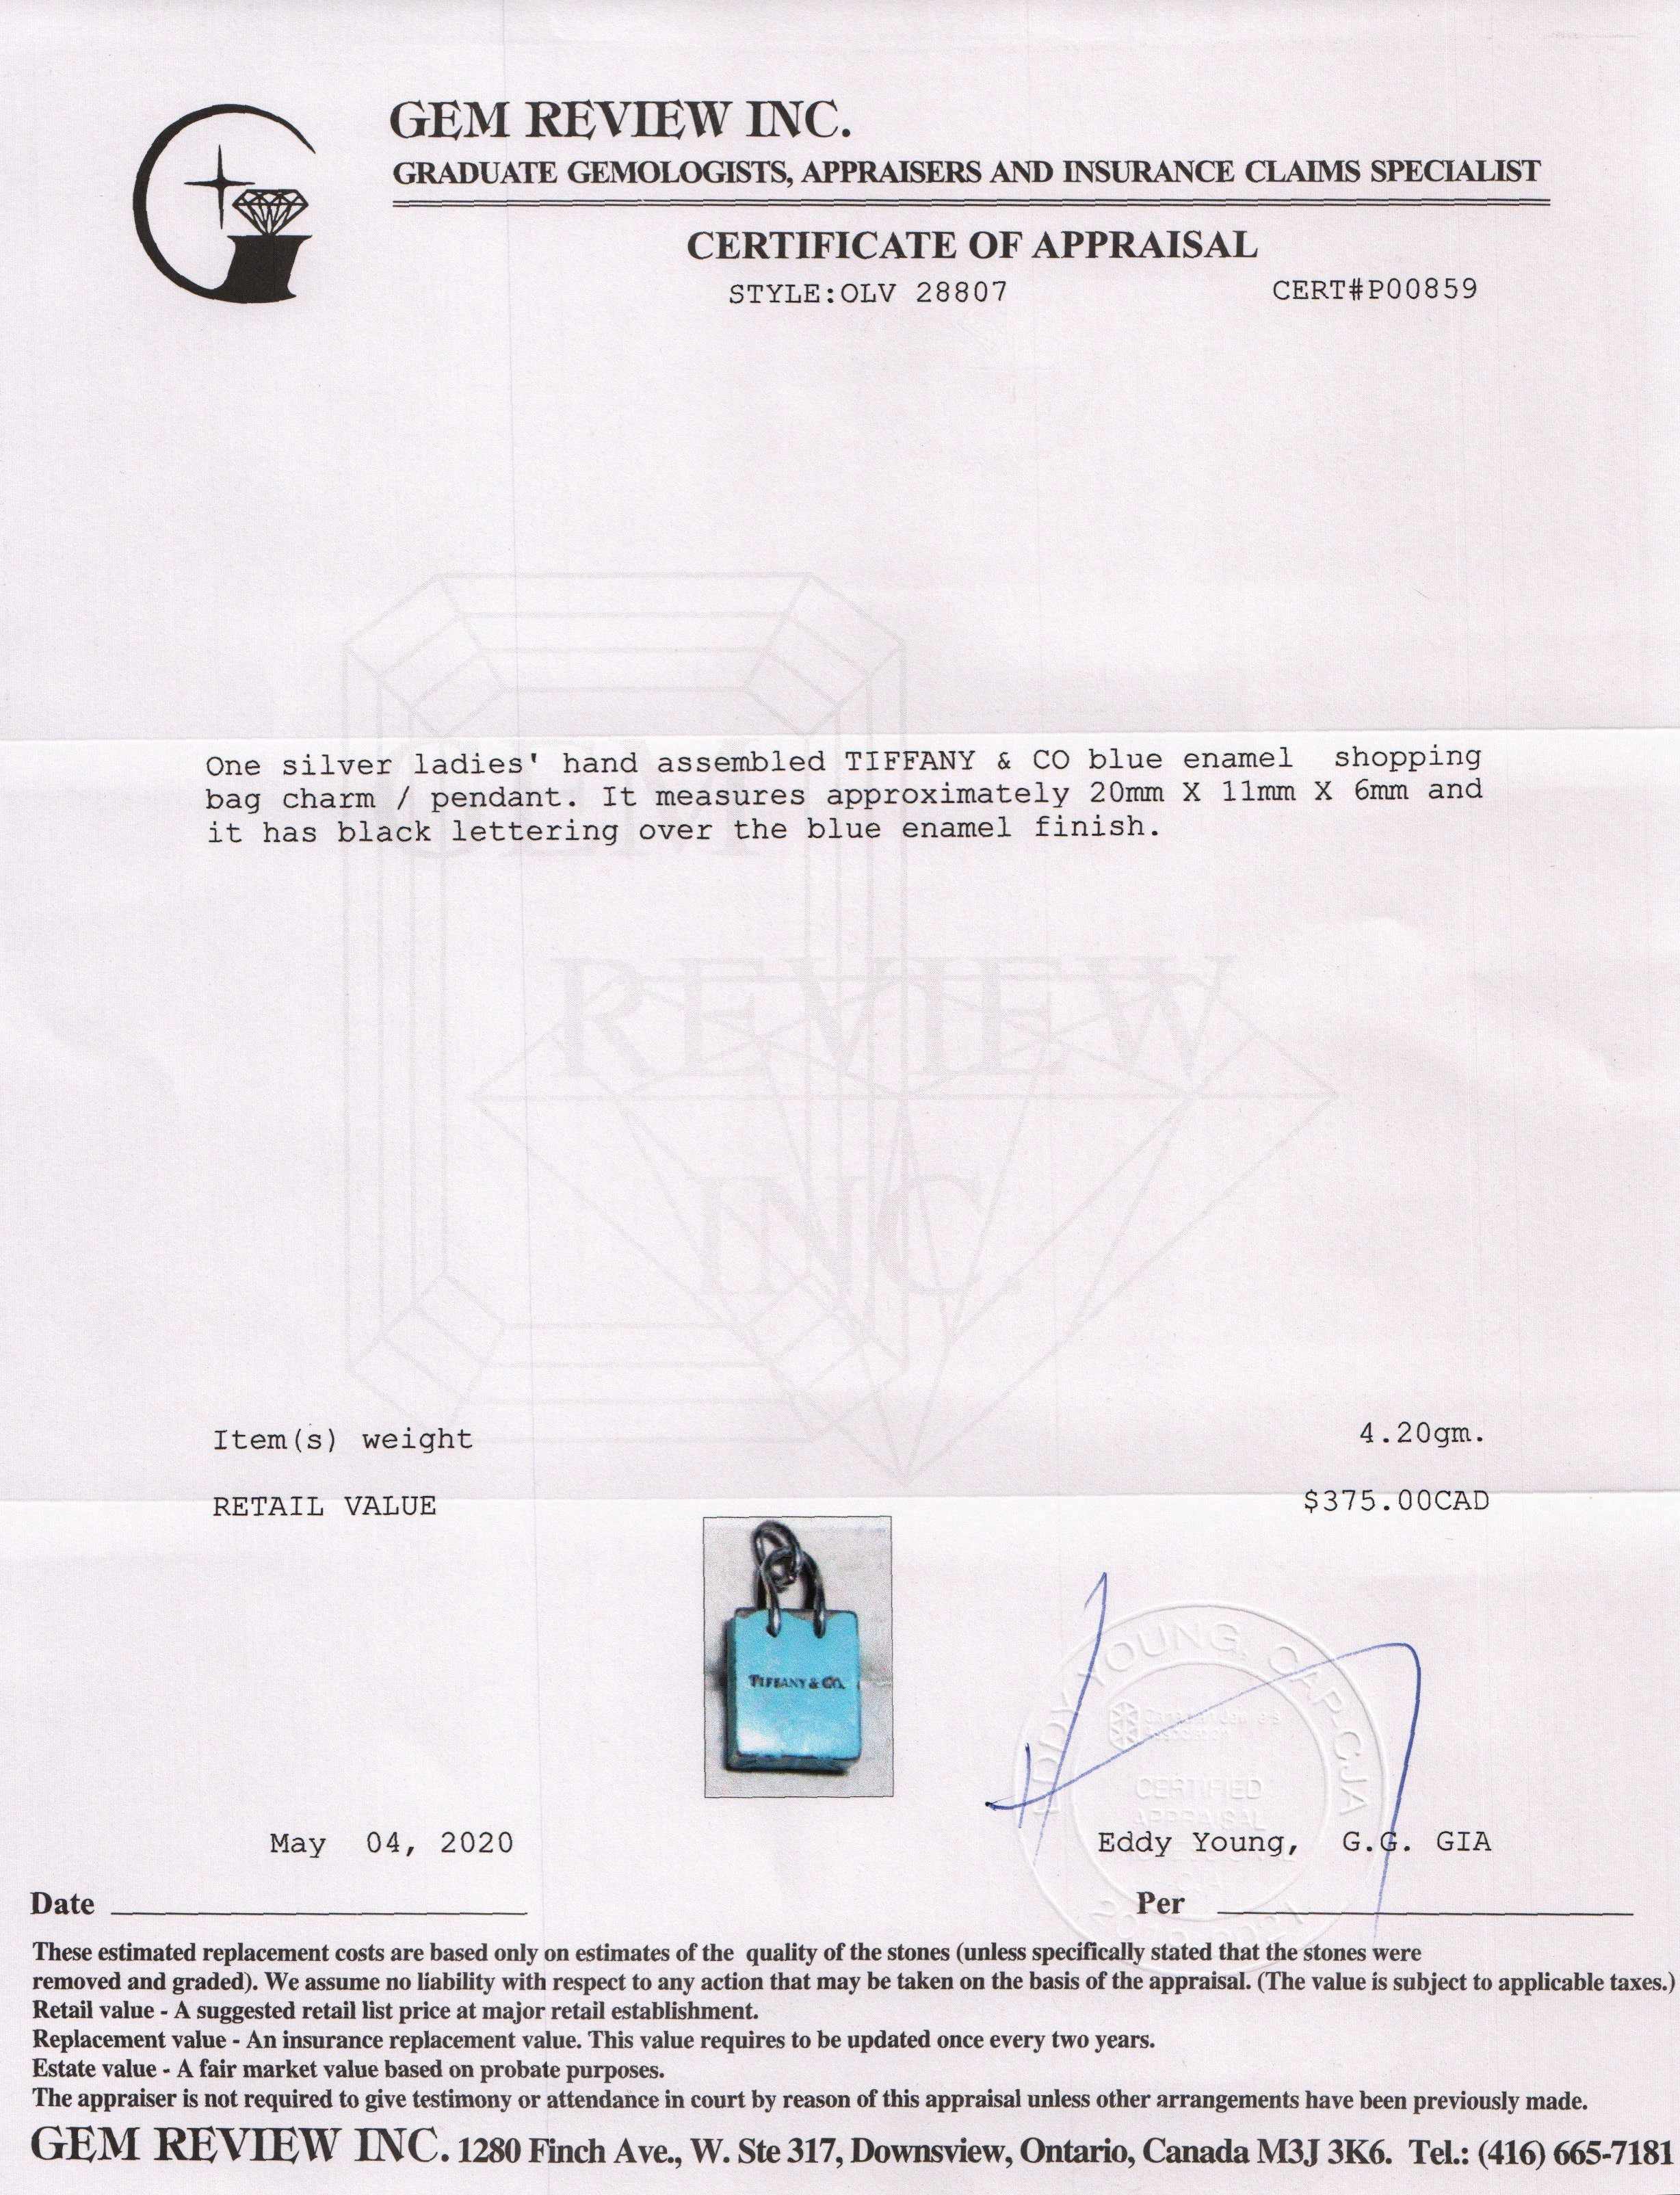 GEM REVIEW INC.
GRADUATE GEMOLOGISTS, APPRAISERS AND INSURANCE CLAIMS SPECIALIST
CERTIFICATE OF APPRAISAL
STYLE:OLV 28807 CERT#P00859
One silver ladies' hand assembled TIFFANY & CO blue enamel shopping
bag charm / pendant. It measures approximately 20mm X 11mm X 6mm and
it has black lettering over the blue enamel finish.
GEM
REVIEW
INC.
Item(s) weight 4.20gm.
RETAIL VALUE $375.00CAD
TIFFANY & CO.
EDDY YOUNG, CAP-CJA
CERTIFIED
APPRAISAL
May 04, 2020 Eddy Young, G.G. GIA
Date Per
These estimated replacement costs are based only on estimates of the quality of the stones (unless specifically stated that the stones were
removed and graded). We assume no liability with respect to any action that may be taken on the basis of the appraisal. (The value is subject to applicable taxes.)
Retail value - A suggested retail list price at major retail establishment.
Replacement value - An insurance replacement value. This value requires to be updated once every two years.
Estate value - A fair market value based on probate purposes.
The appraiser is not required to give testimony or attendance in court by reason of this appraisal unless other arrangements have been previously made.
GEM REVIEW INC. 1280 Finch Ave., W. Ste 317, Downsview, Ontario, Canada M3J 3K6. Tel.: (416) 665-7181